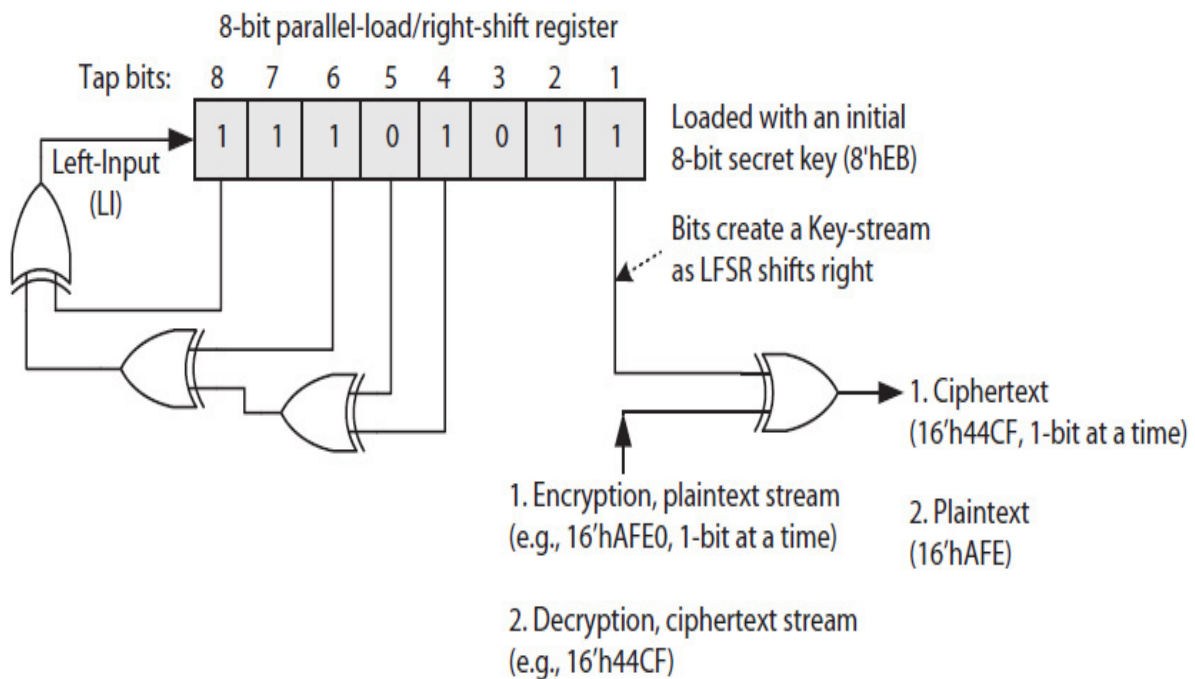 8-bit parallel-load/right-shift register
Tap bits: 8 7 6 5 4 3 2 1
1 1 1 0 1 0 1 1
Loaded with an initial
8-bit secret key (8'hEB)
Left-Input
(LI)
Bits create a Key-stream
as LFSR shifts right
1. Ciphertext
(16'h44CF, 1-bit at a time)
1. Encryption, plaintext stream
(e.g., 16'hAFE0, 1-bit at a time)
2. Plaintext
(16'hAFE)
2. Decryption, ciphertext stream
(e.g., 16'h44CF)